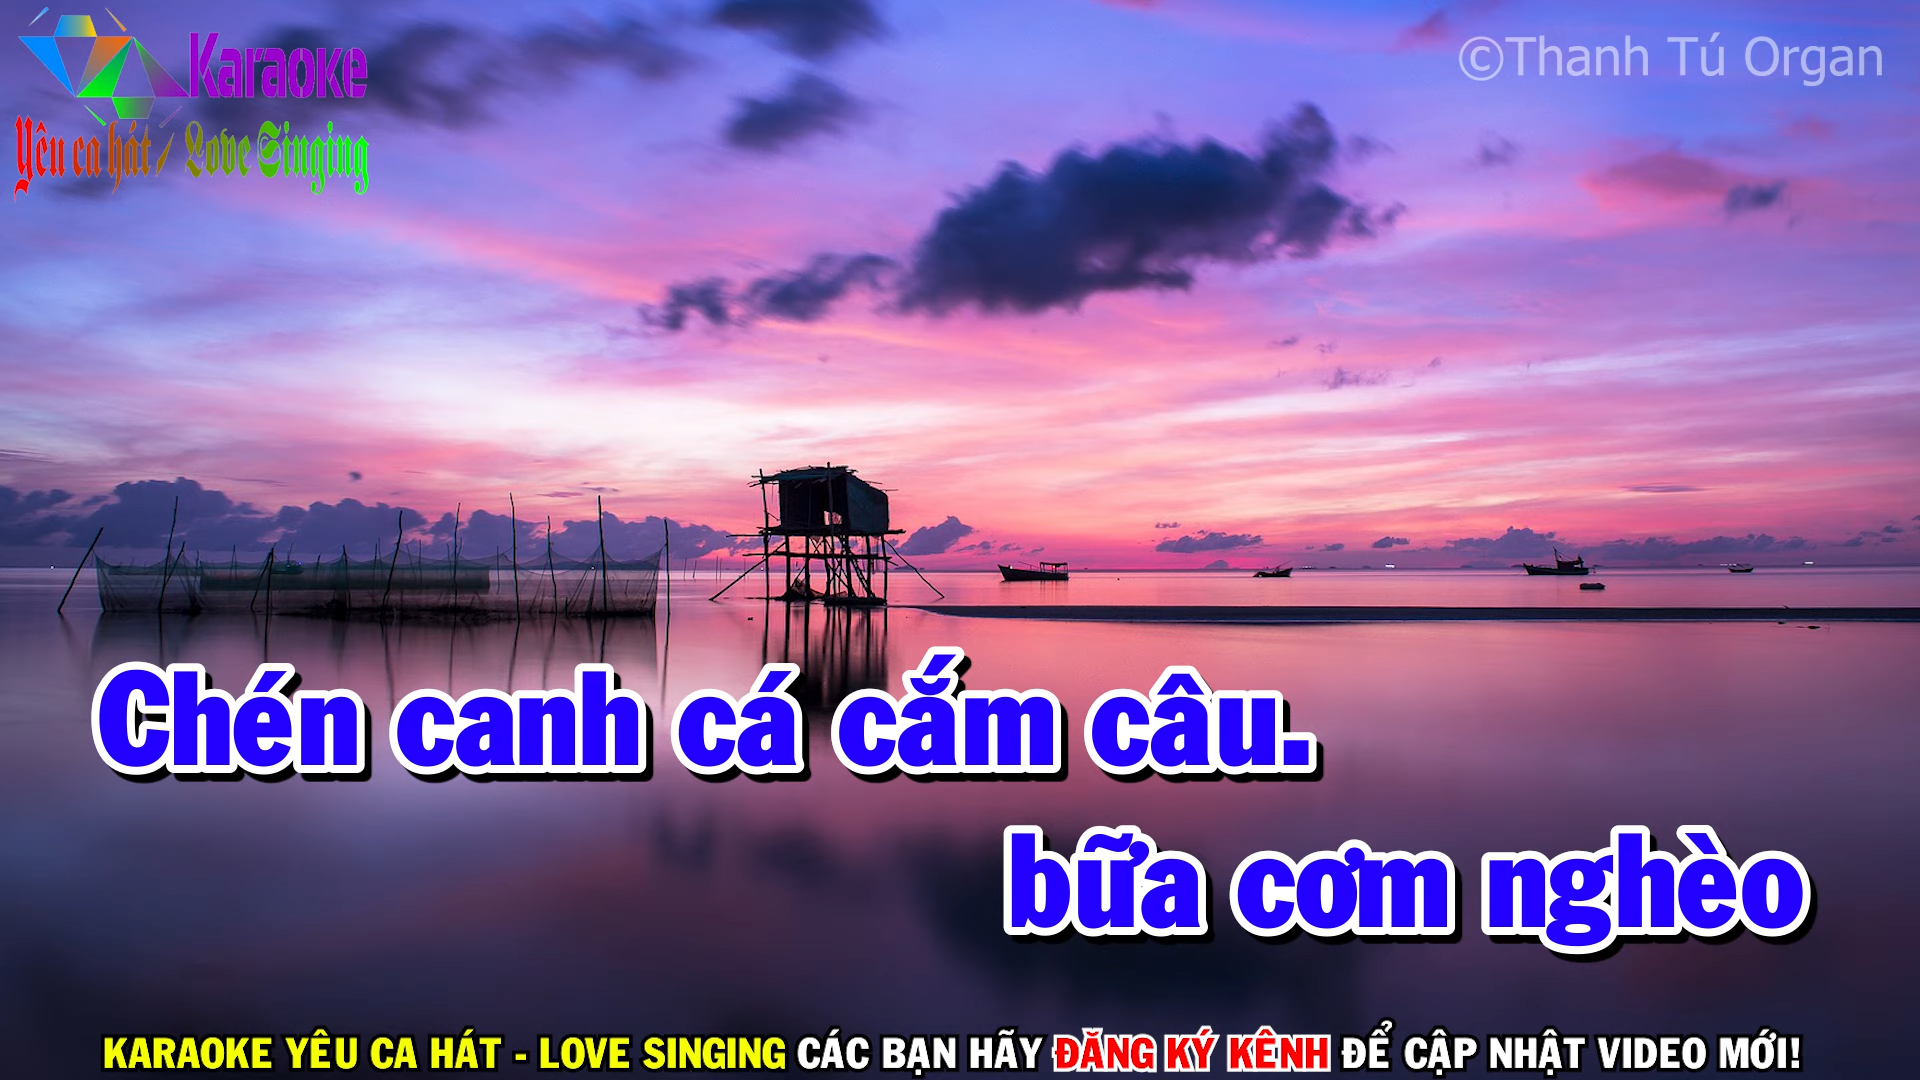 Karaoke
Yêu ca hát / Love Singing
©Thanh Tú Organ
Chén canh cá cắm câu.
bữa cơm nghèo
KARAOKE YÊU CA HÁT - LOVE SINGING CÁC BẠN HÃY ĐĂNG KÝ KÊNH ĐỂ CẬP NHẬT VIDEO MỚI!